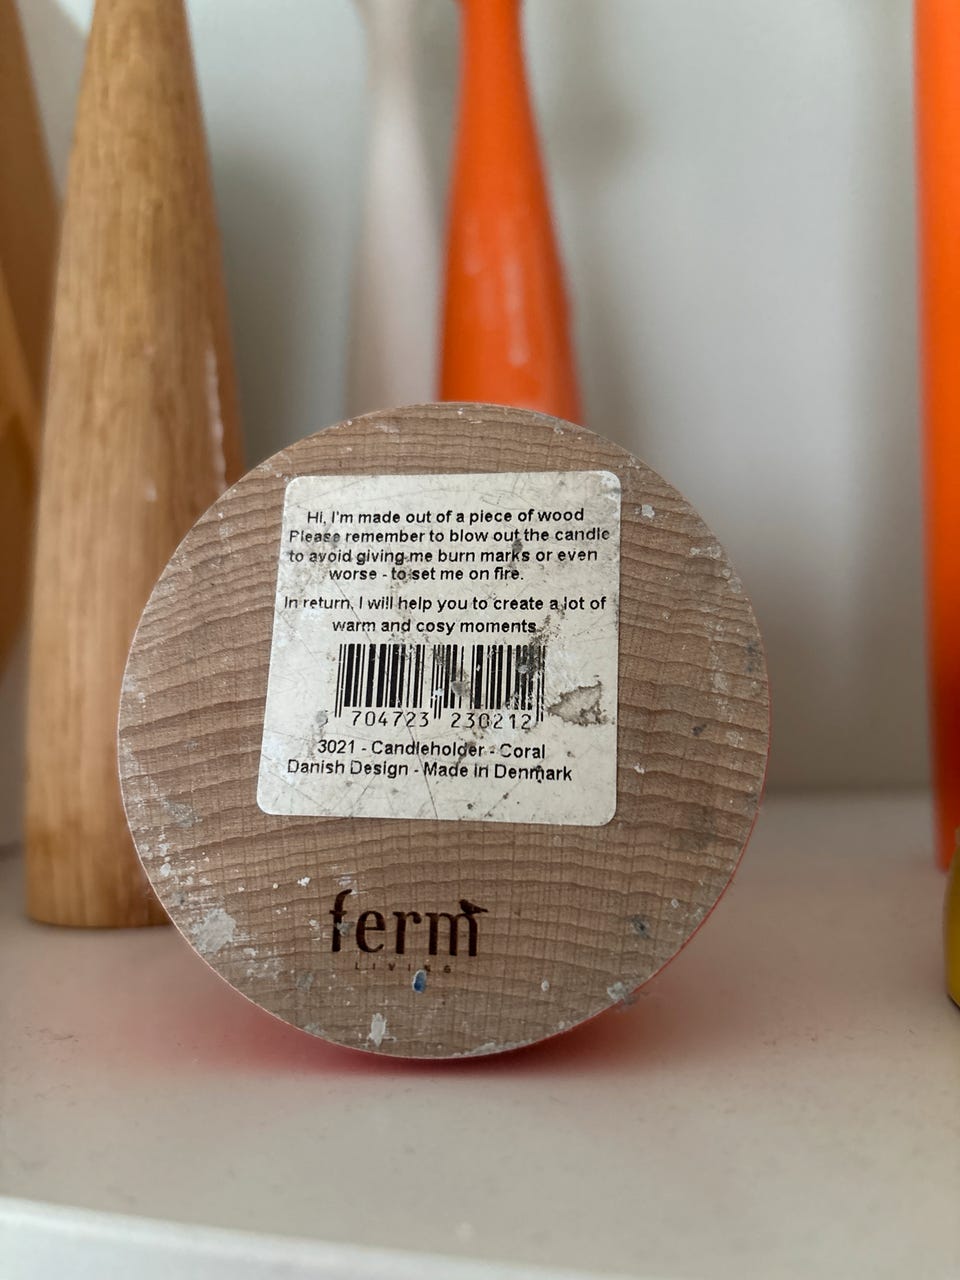 Hi, I'm made out of a piece of wood
Please remember to blow out the candle
to avoid giving me burn marks or even
worse - to set me on fire.
In return, I will help you to create a lot of
warm and cosy moments
5 704723 230212
3021 - Candleholder - Coral
Danish Design - Made in Denmark
ferm
LIVING